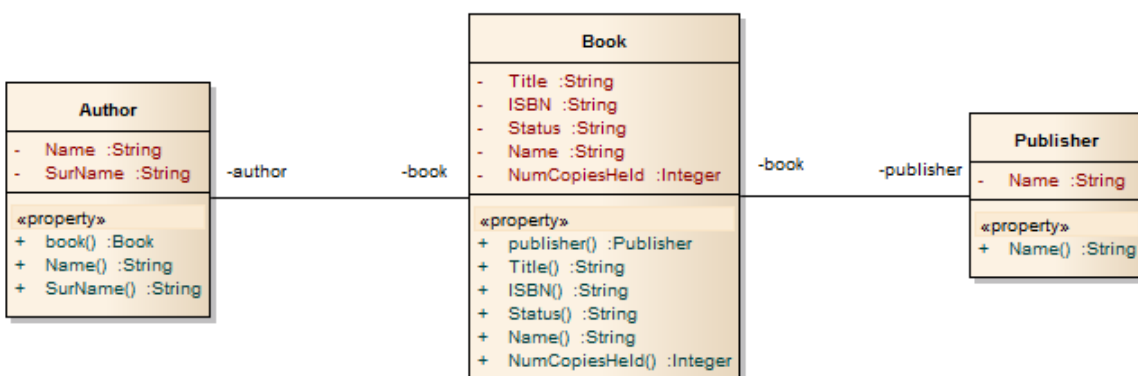 Author
- Name :String
- SurName :String
«property»
+ book() :Book
+ Name() :String
+ SurName() :String
-author
-book
Book
- Title :String
- ISBN :String
- Status :String
- Name :String
- NumCopiesHeld :Integer
«property»
+ publisher() :Publisher
+ Title() :String
+ ISBN() :String
+ Status() :String
+ Name() :String
+ NumCopiesHeld() :Integer
-book
-publisher
Publisher
- Name :String
«property»
+ Name() :String